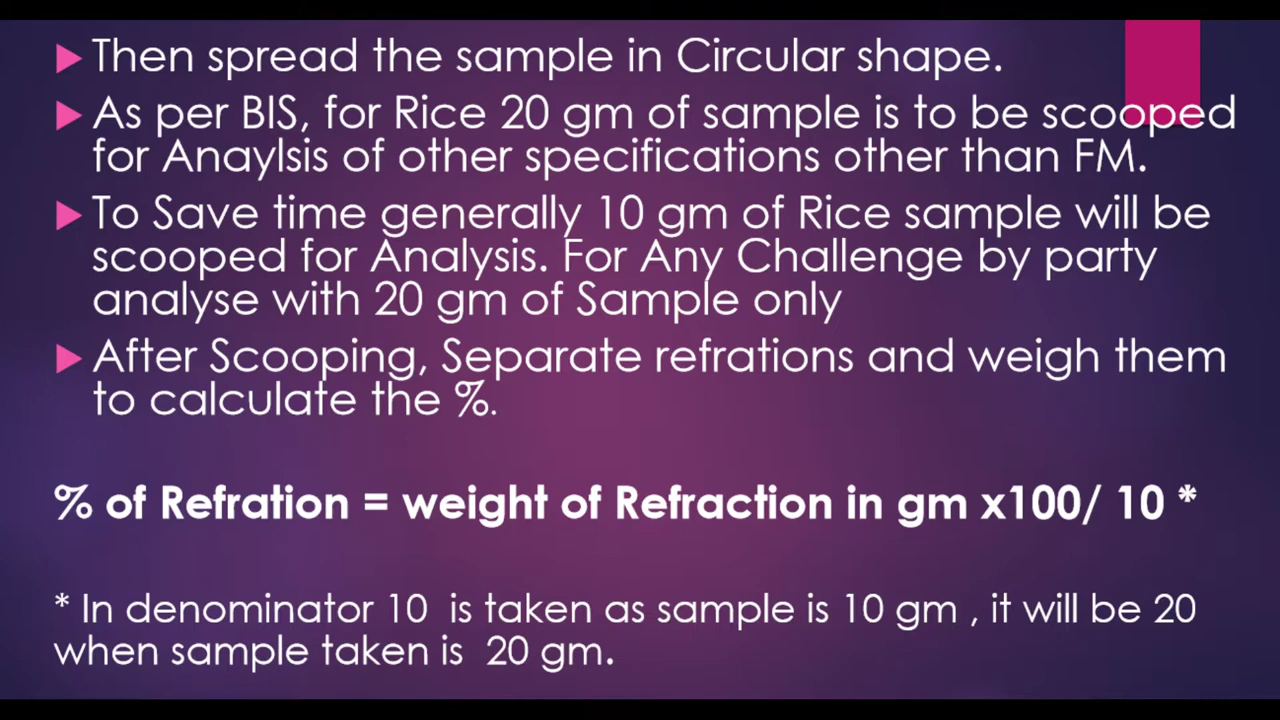 Then spread the sample in Circular shape.
As per BIS, for Rice 20 gm of sample is to be scooped
for Anaylsis of other specifications other than FM.
To Save time generally 10 gm of Rice sample will be
scooped for Analysis. For Any Challenge by party
analyse with 20 gm of Sample only
After Scooping, Separate refrations and weigh them
to calculate the %.
% of Refration = weight of Refraction in gm x100/ 10 *
* In denominator 10 is taken as sample is 10 gm , it will be 20
when sample taken is 20 gm.